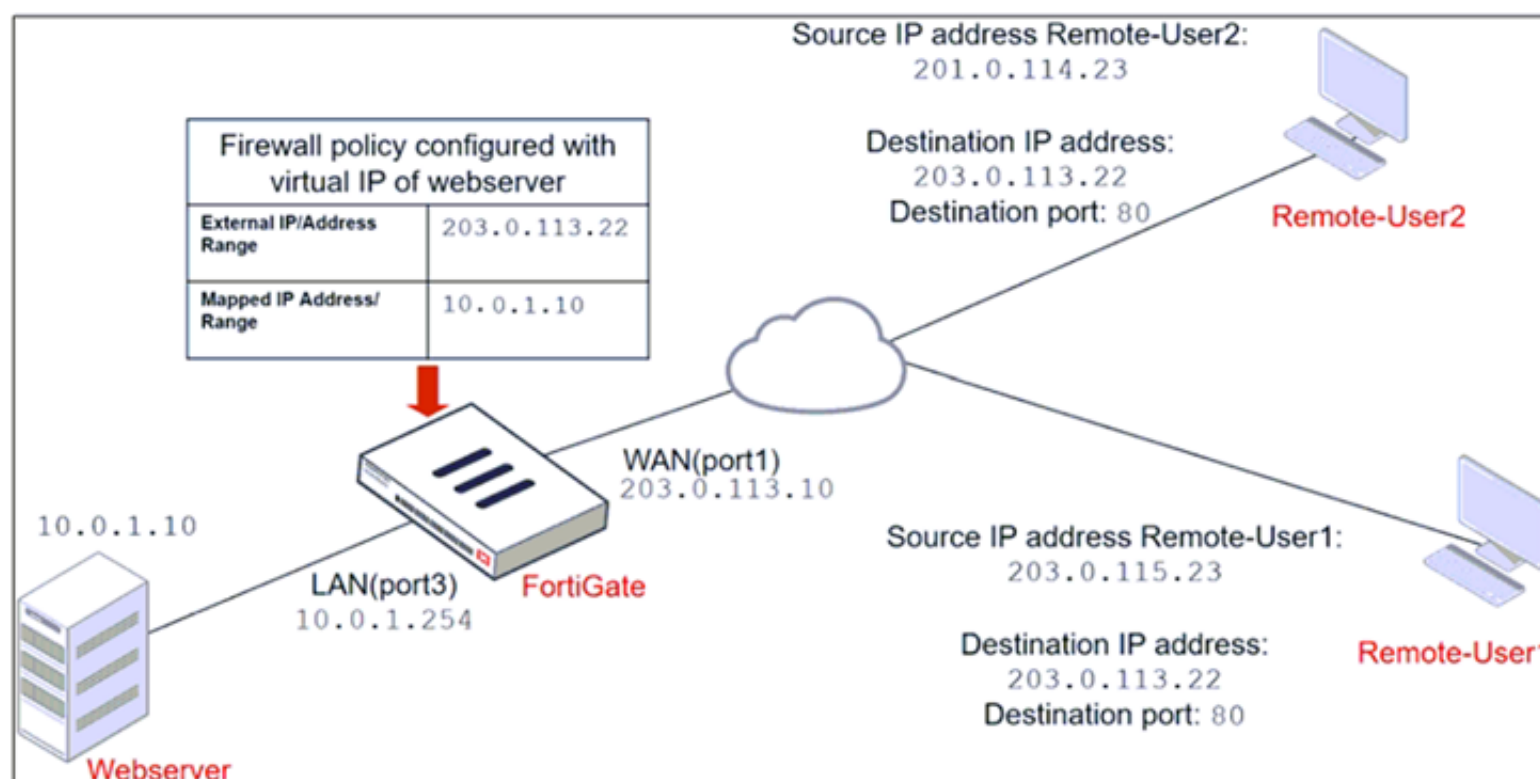 Source IP address Remote-User2:
201.0.114.23
Destination IP address:
203.0.113.22
Destination port: 80
Remote-User2
Firewall policy configured with
virtual IP of webserver
External IP/Address
Range
203.0.113.22
Mapped IP Address/
Range
10.0.1.10
WAN(port1)
203.0.113.10
10.0.1.10
LAN(port3)
10.0.1.254
FortiGate
Webserver
Source IP address Remote-User1:
203.0.115.23
Destination IP address:
203.0.113.22
Destination port: 80
Remote-User1